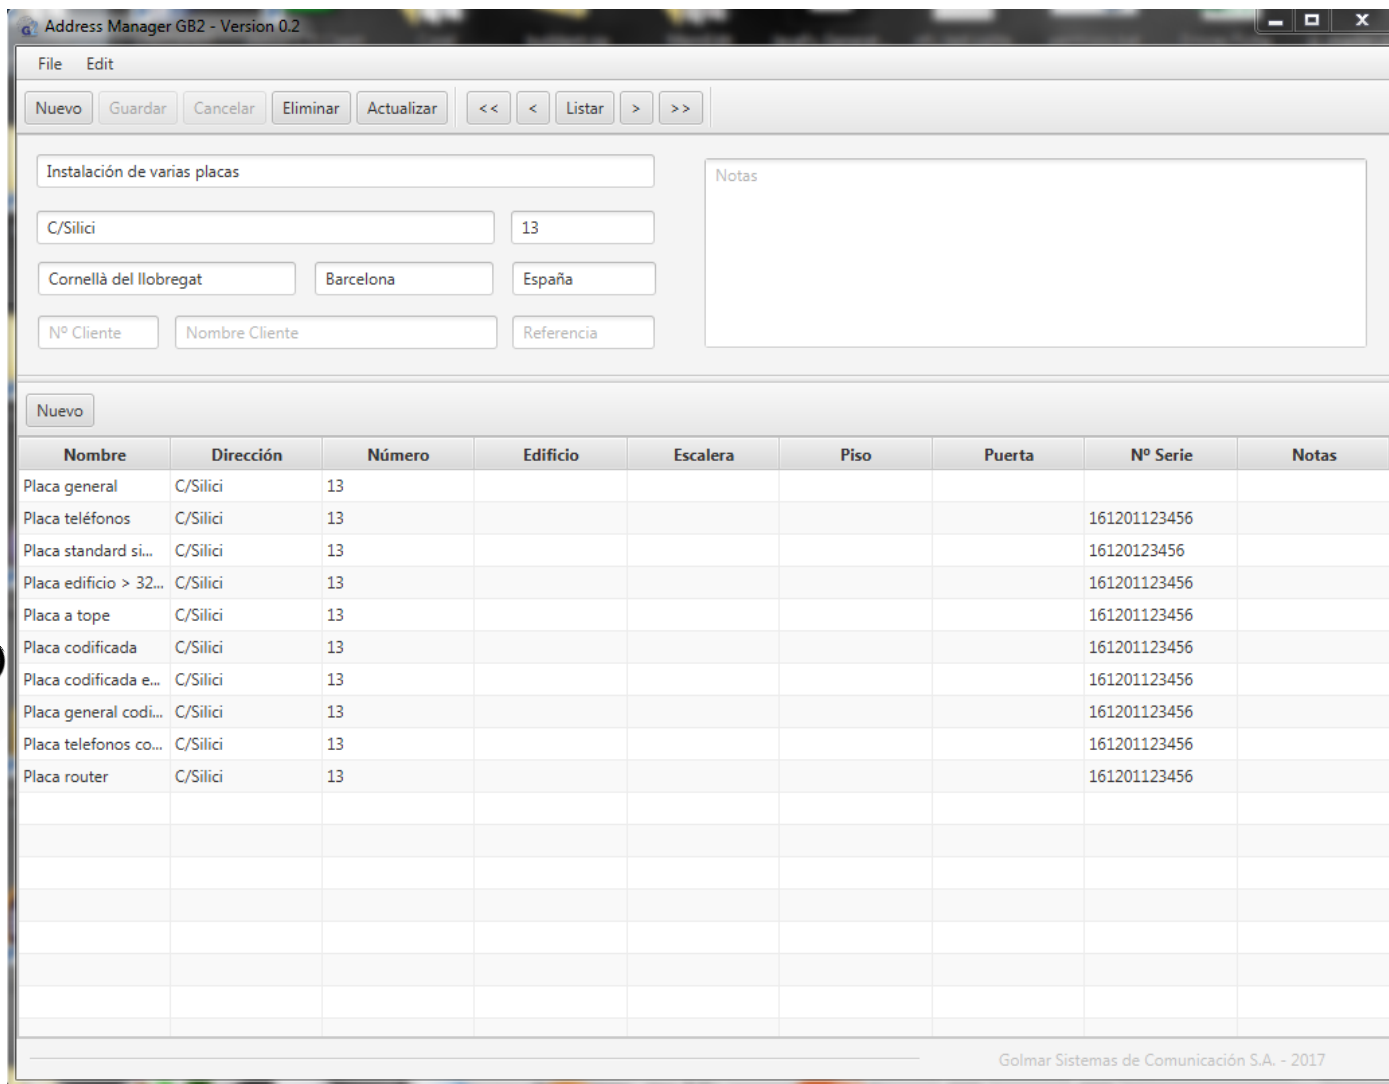 Address Manager GB2 - Version 0.2
File Edit
Nuevo Guardar Cancelar Eliminar Actualizar << < Listar > >>
Instalación de varias placas
Notas
C/Silici 13
Cornellà del llobregat Barcelona España
Nº Cliente Nombre Cliente Referencia
Nuevo
Nombre Dirección Número Edificio Escalera Piso Puerta Nº Serie Notas
Placa general C/Silici 13
Placa teléfonos C/Silici 13 161201123456
Placa standard si... C/Silici 13 16120123456
Placa edificio > 32... C/Silici 13 161201123456
Placa a tope C/Silici 13 161201123456
Placa codificada C/Silici 13 161201123456
Placa codificada e... C/Silici 13 161201123456
Placa general codi... C/Silici 13 161201123456
Placa telefonos co... C/Silici 13 161201123456
Placa router C/Silici 13 161201123456
Golmar Sistemas de Comunicación S.A. - 2017